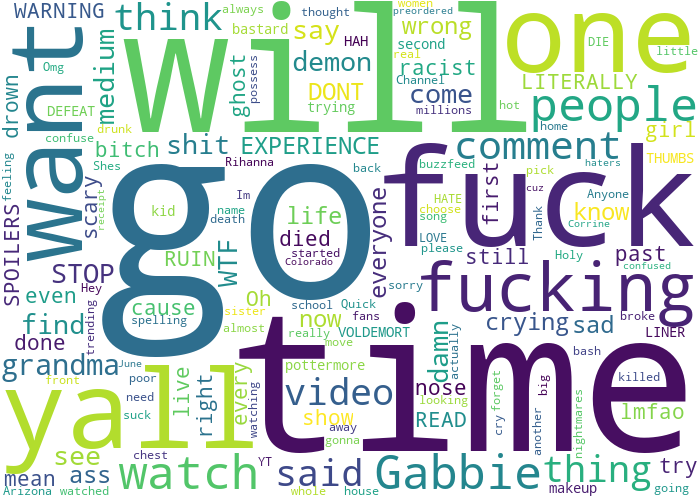 WARNING
think
always
bastard
thought
say
HAH
preordered
women
wrong
DIE
one
little
Omg
drown
medium
ghost
possess
demon
real
second
racist
Channel
millions
LITERALLY
DEFEAT
want
will
DONT
trying
come
hot
people
confuse
drunk
bitch
shit
EXPERIENCE
home
comment
girl
feeling
Shes
scary
Rihanna
back
buzzfeed
pick
haters
THUMBS
SPOILERS
go
fuck
first
HATE
cuz
Anyone
choose
song
LOVE
please
Thank
Corrine
know
receipt
kid
name
death
Im
life
everyone
STOP
RUIN
WTF
died
started
Colorado
still
Holy
past
confused
even
Hey
cause
Oh
school
Quick
sorry
fucking
find
spelling
sister
now
fans
VOLDEMORT
damn
crying
sad
broke
LINER
done
trending
almost
really
move
actually
bash
grandma
June
time
pottermore
yall
front
poor
live
right
every
watching
video
nose
looking
cry
forget
big
killed
see
need
suck
show
away
gonna
READ
another
nightmares
lmfao
mean
ass
chest
watch
said
YT
Gabbie
thing
try
Arizona
watched
whole
house
makeup
going